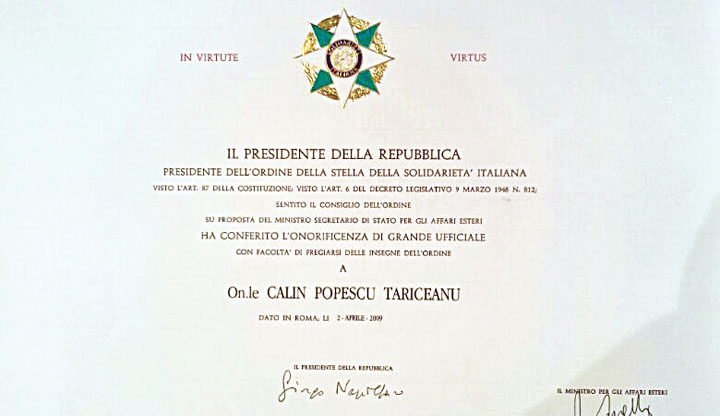 IN VIRTUTE
VIRTUS
SOLIDARIETÀ
ITALIANA
IL PRESIDENTE DELLA REPUBBLICA
PRESIDENTE DELL'ORDINE DELLA STELLA DELLA SOLIDARIETA' ITALIANA
VISTO L'ART. 87 DELLA COSTITUZIONE; VISTO L'ART. 6 DEL DECRETO LEGISLATIVO 9 MARZO 1948 N. 812;
SENTITO IL CONSIGLIO DELL'ORDINE
SU PROPOSTA DEL MINISTRO SEGRETARIO DI STATO PER GLI AFFARI ESTERI
HA CONFERITO L'ONORIFICENZA DI GRANDE UFFICIALE
CON FACOLTA' DI FREGIARSI DELLE INSEGNE DELL'ORDINE
A
On.le CALIN POPESCU TARICEANU
DATO IN ROMA, LI 2-APRILE-2009
IL PRESIDENTE DELLA REPUBBLICA
Giorgio Napolitano
IL MINISTRO PER GLI AFFARI ESTERI